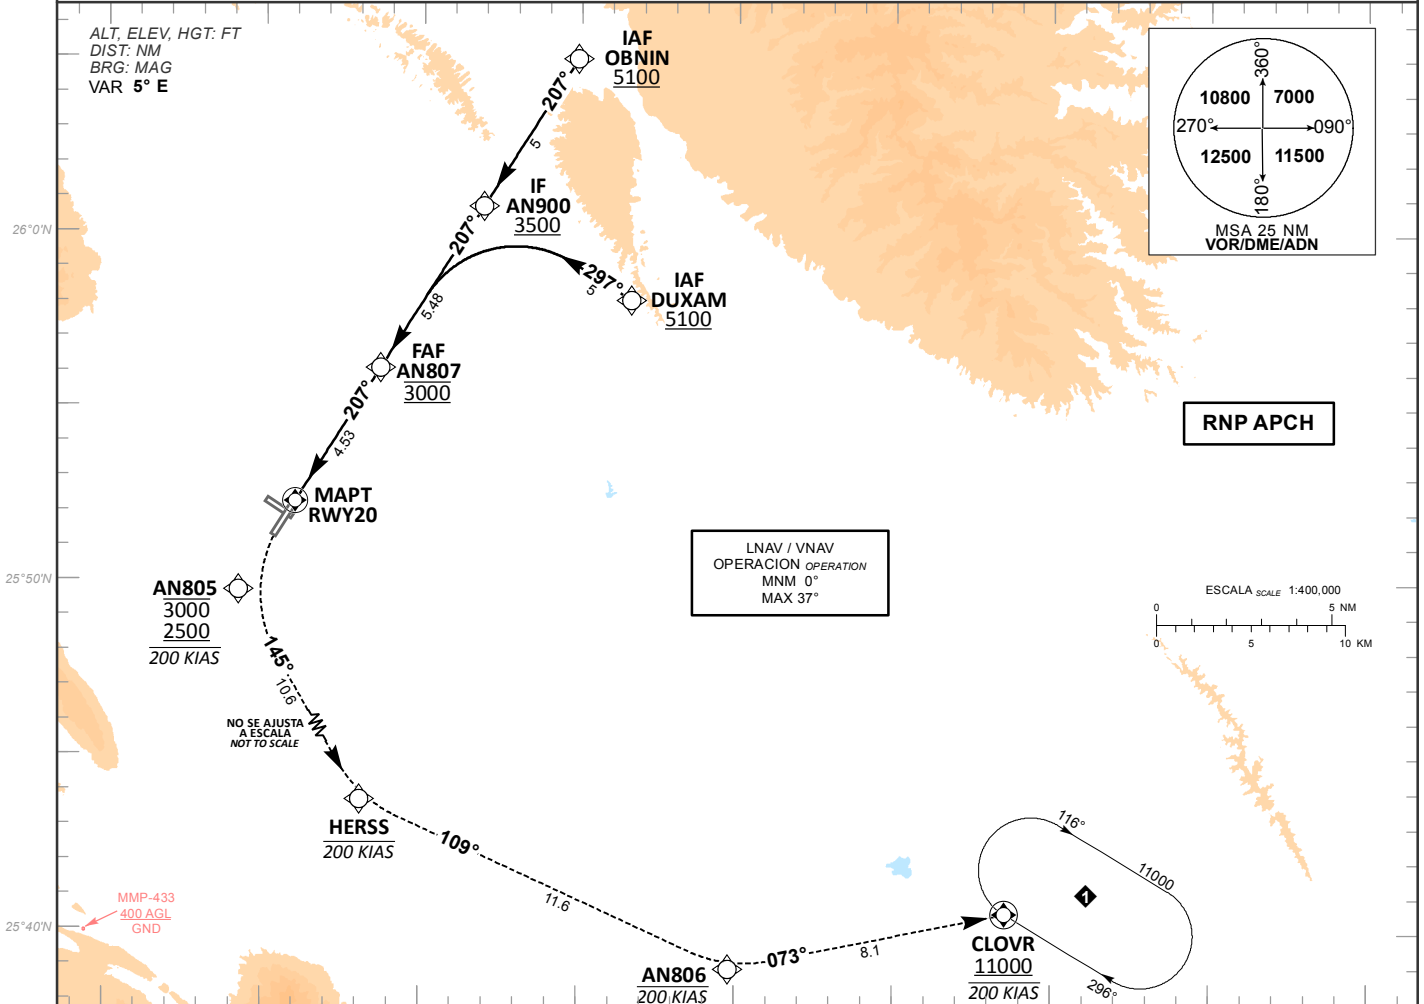 ALT, ELEV, HGT: FT
DIST: NM
BRG: MAG
VAR 5° E
IAF
OBNIN
5100
207°
5
IF
AN900
3500
207°
5.48
297°
5
IAF
DUXAM
5100
FAF
AN807
3000
207°
4.53
MAPT
RWY20
360°
10800
7000
270°
090°
12500
11500
180°
MSA 25 NM
VOR/DME/ADN
RNP APCH
LNAV / VNAV
OPERACION OPERATION
MNM 0°
MAX 37°
ESCALA SCALE 1:400,000
0
5 NM
0
5
10 KM
26°0'N
25°50'N
25°40'N
AN805
3000
2500
200 KIAS
145°
10.6
NO SE AJUSTA
A ESCALA
NOT TO SCALE
HERSS
200 KIAS
109°
11.6
MMP-433
400 AGL
GND
AN806
200 KIAS
073°
8.1
CLOVR
11000
200 KIAS
116°
11000
1
296°